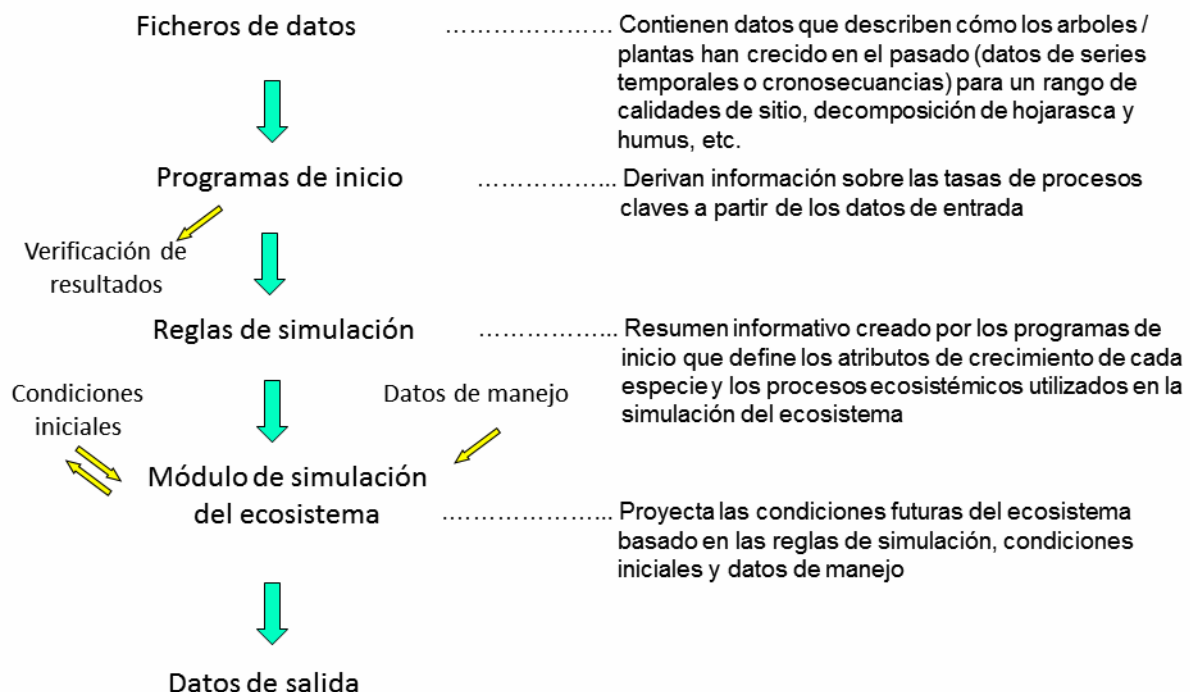 Ficheros de datos
………………… Contienen datos que describen cómo los arboles /
plantas han crecido en el pasado (datos de series
temporales o cronosecuancias) para un rango de
calidades de sitio, decomposición de hojarasca y
humus, etc.
Programas de inicio
…………….. Derivan información sobre las tasas de procesos
claves a partir de los datos de entrada
Verificación de
resultados
Reglas de simulación
…………….. Resumen informativo creado por los programas de
inicio que define los atributos de crecimiento de cada
especie y los procesos ecosistémicos utilizados en la
simulación del ecosistema
Condiciones
iniciales
Datos de manejo
Módulo de simulación
del ecosistema
………………... Proyecta las condiciones futuras del ecosistema
basado en las reglas de simulación, condiciones
iniciales y datos de manejo
Datos de salida